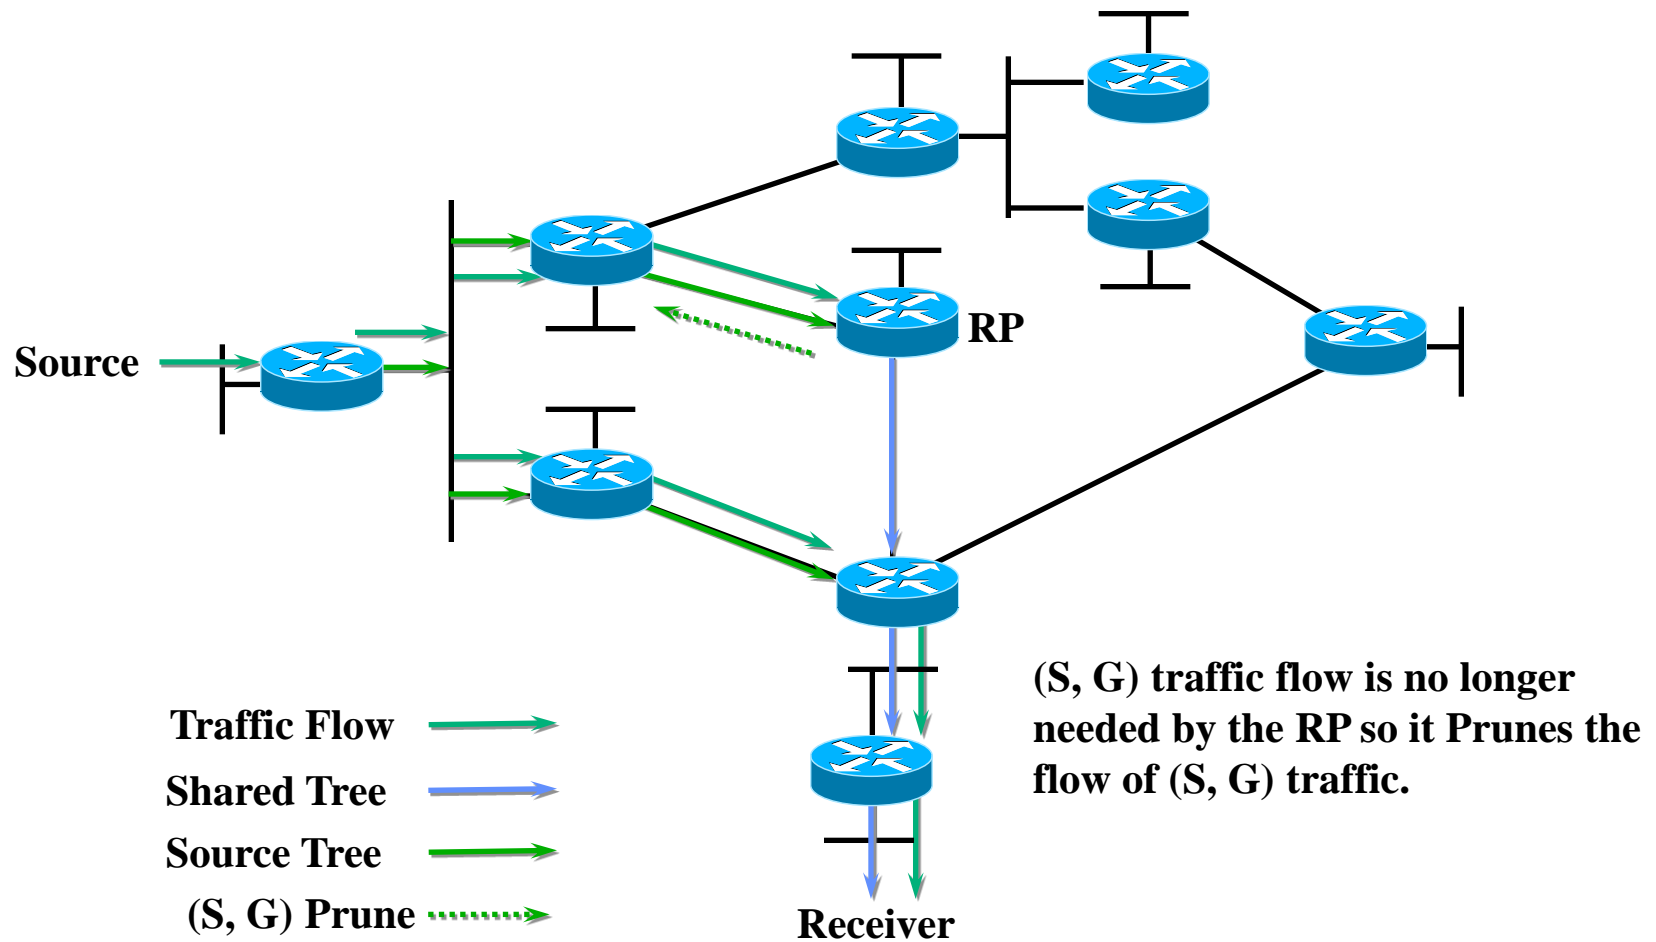 RP
Source
(S, G) traffic flow is no longer
needed by the RP so it Prunes the
flow of (S, G) traffic.
Traffic Flow
Shared Tree
Source Tree
(S, G) Prune
Receiver